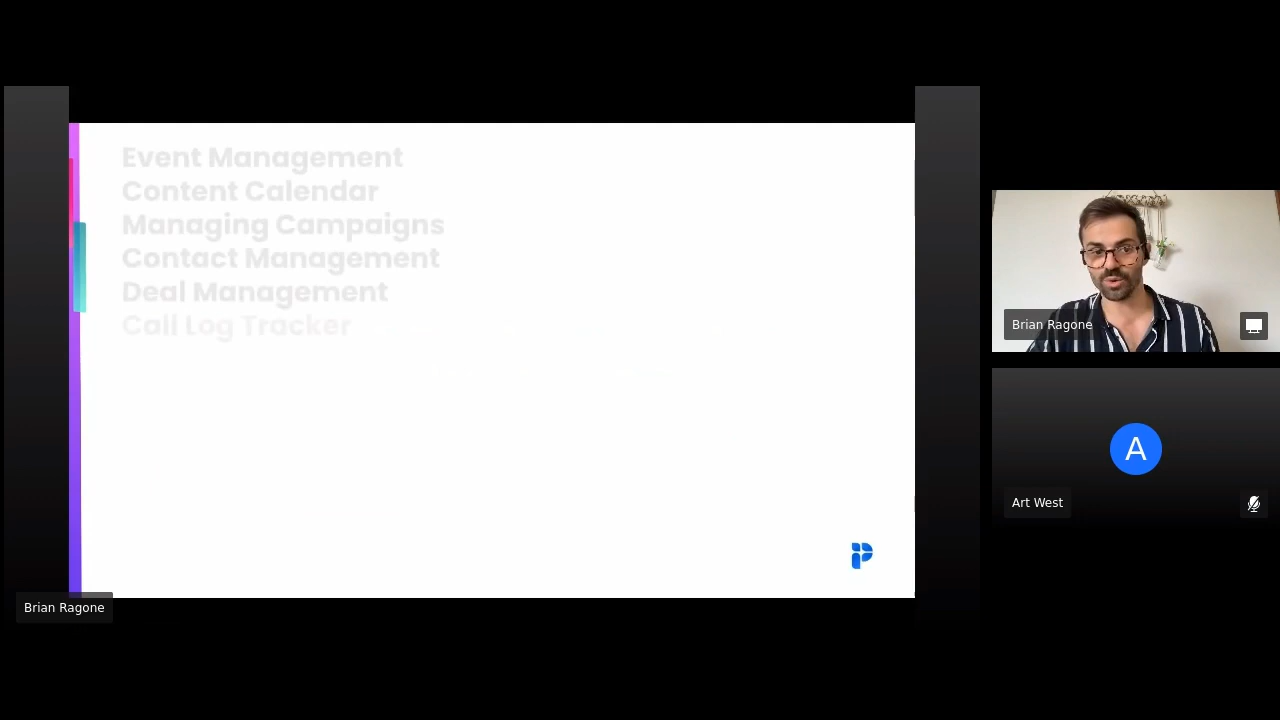 Event Management
Content Calendar
Managing Campaigns
Contact Management
Deal Management
Call Log Tracker
Brian Ragone
Brian Ragone
A
Art West